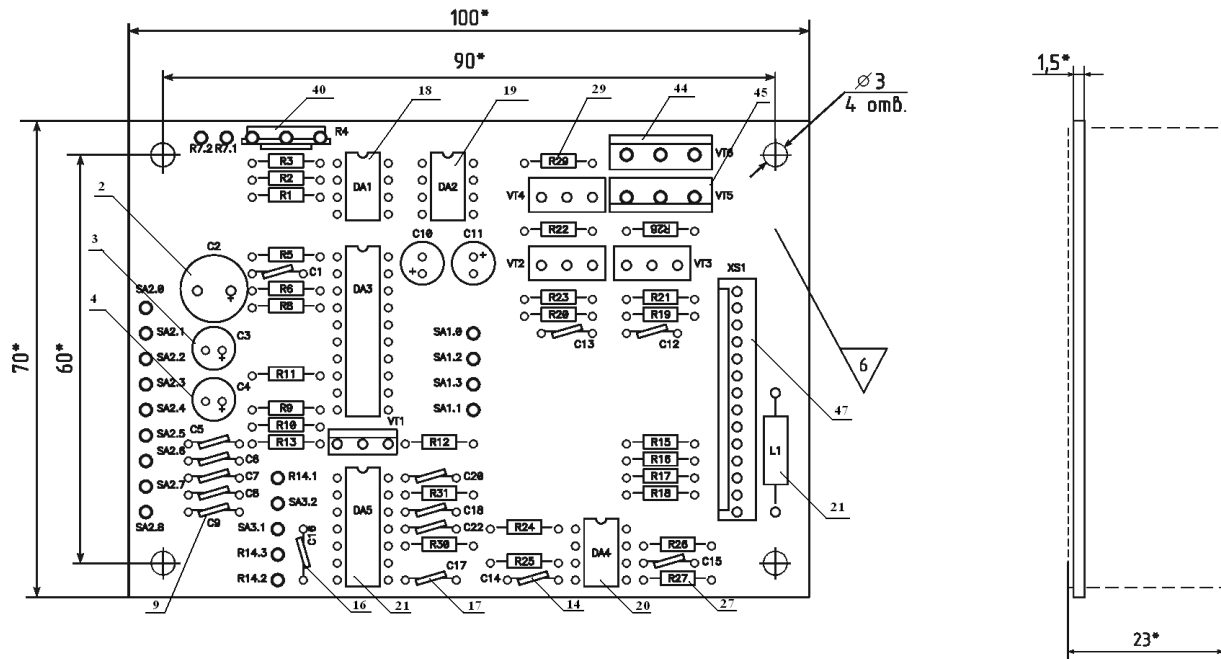 100*
90*
1,5*
⌀3
4 отв.
40
18
19
29
44
45
R4
R7.2
R7.1
R3
R2
R1
DA1
DA2
R29
VT6
VT4
VT5
70*
60*
2
3
4
C2
R5
C1
R6
R8
DA3
C10
C11
R22
R28
VT2
VT3
XS1
SA2.0
SA2.1
SA2.2
SA2.3
SA2.4
SA2.5
SA2.6
SA2.7
SA2.8
C3
C4
R23
R20
C13
R21
R19
C12
SA1.0
SA1.2
SA1.3
SA1.1
6
47
R11
R9
R10
R13
VT1
R12
C5
C6
C7
C8
C9
R14.1
SA3.2
SA3.1
R14.3
R14.2
C16
DA5
C20
R31
C18
C22
R30
C17
R15
R16
R17
R18
L1
21
R24
R25
C14
DA4
R26
C15
R27
9
16
21
17
14
20
27
23*